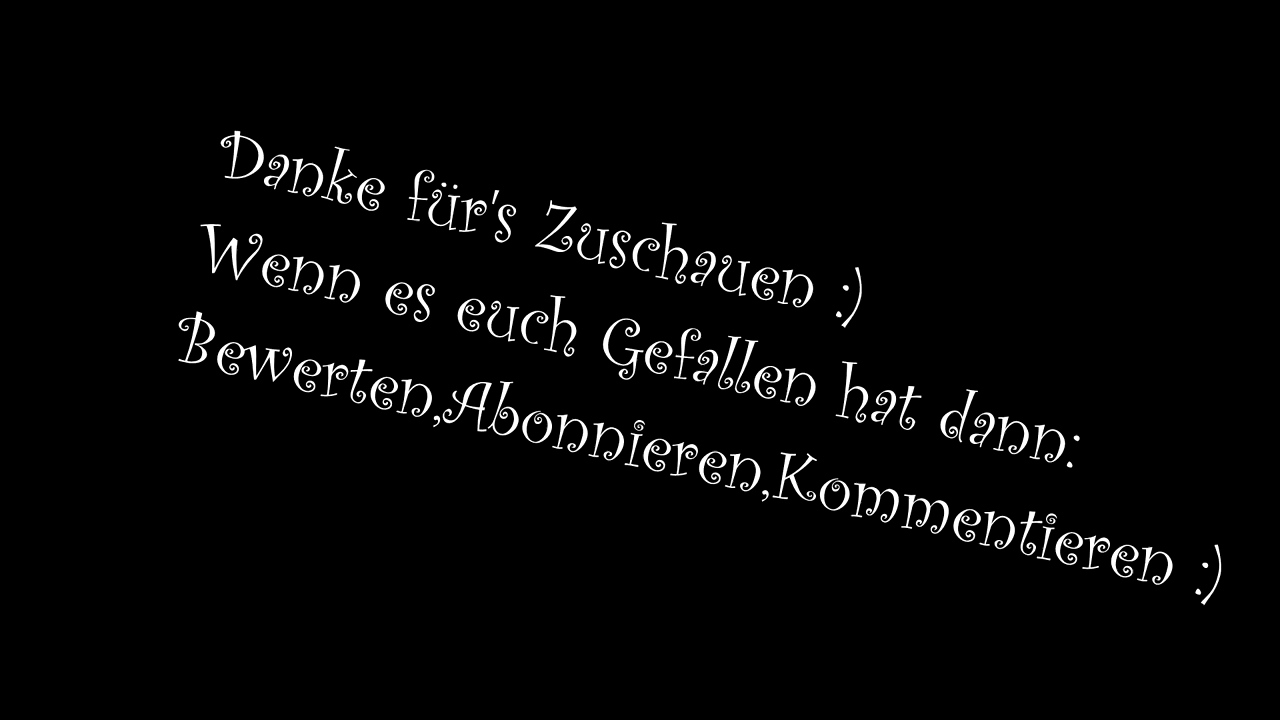 Danke für's Zuschauen :)
Wenn es euch Gefallen hat dann:
Bewerten,Abonnieren,Kommentieren :)